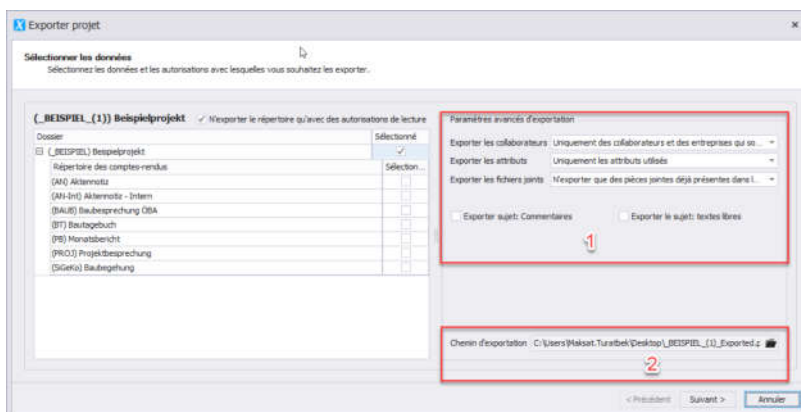 Exporter projet
Sélectionner les données
Sélectionnez les données et les autorisations avec lesquelles vous souhaitez les exporter.
(_BEISPIEL_(1)) Beispielprojekt
N'exporter le répertoire qu'avec des autorisations de lecture
Dossier Sélectionné
(_BEISPIEL) Beispielprojekt
Répertoire des comptes-rendus Sélection...
(AN) Aktennotiz
(AN-Int) Aktennotiz - Intern
(BAUB) Baubesprechung ÖBA
(BT) Bautagebuch
(PB) Monatsbericht
(PROJ) Projektbesprechung
(SiGeKo) Baubegehung
Paramètres avancés d'exportation
Exporter les collaborateurs Uniquement des collaborateurs et des entreprises qui so...
Exporter les attributs Uniquement les attributs utilisés
Exporter les fichiers joints N'exporter que des pièces jointes déjà présentes dans l...
Exporter sujet: Commentaires Exporter le sujet: textes libres
1
Chemin d'exportation C:\Users\Maksat.Turatbek\Desktop\_BEISPIEL_(1)_Exported.p
2
< Précédent Suivant > Annuler